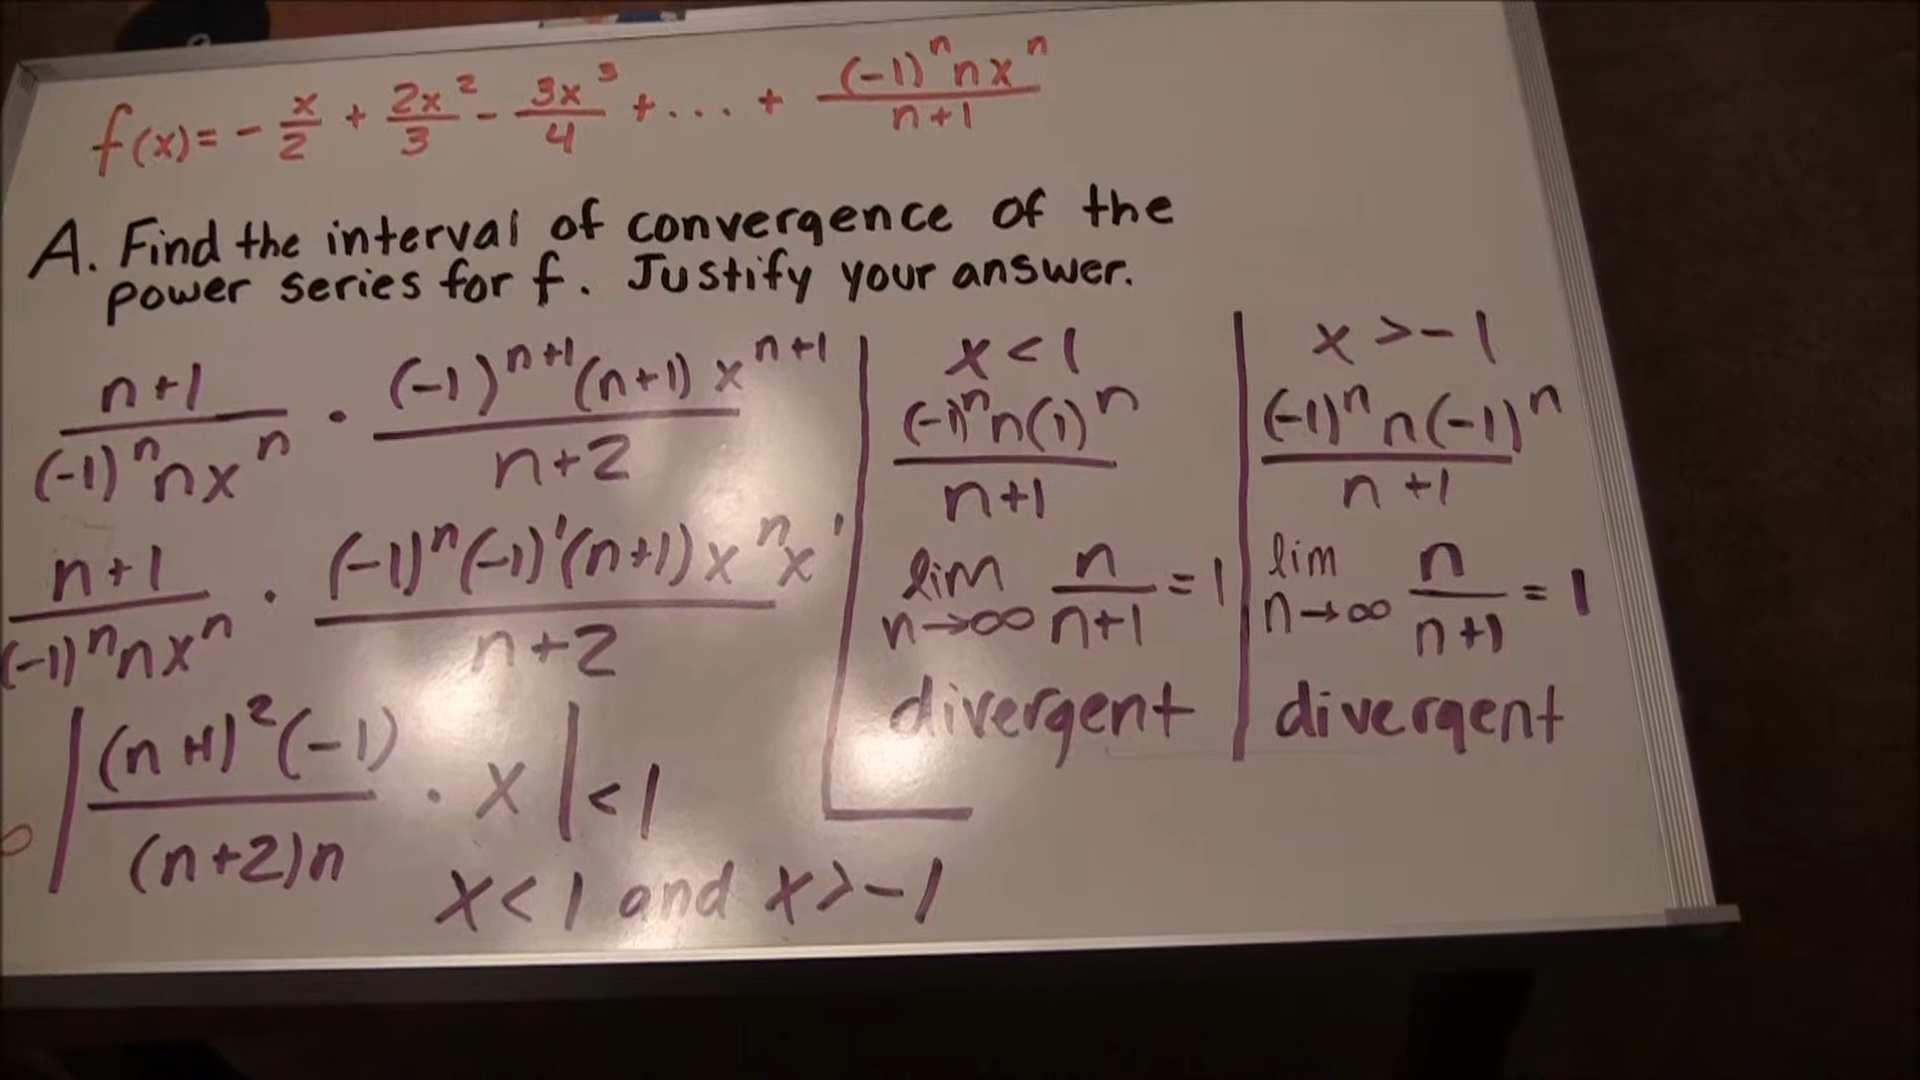 f(x) = - x/2 + 2x²/3 - 3x³/4 + ... + (-1)ⁿnxⁿ/n+1
A. Find the interval of convergence of the
power series for f. Justify your answer.
n+1/(-1)ⁿnxⁿ · (-1)ⁿ⁺¹(n+1)xⁿ⁺¹/n+2
n+1/(-1)ⁿnxⁿ · (-1)ⁿ(-1)¹(n+1)xⁿx¹/n+2
|(n+1)²(-1)/(n+2)n · x| < 1
x < 1 and x > -1
x < 1
(-1)ⁿn(1)ⁿ/n+1
lim n→∞ n/n+1 = 1
divergent
x > -1
(-1)ⁿn(-1)ⁿ/n+1
lim n→∞ n/n+1 = 1
divergent